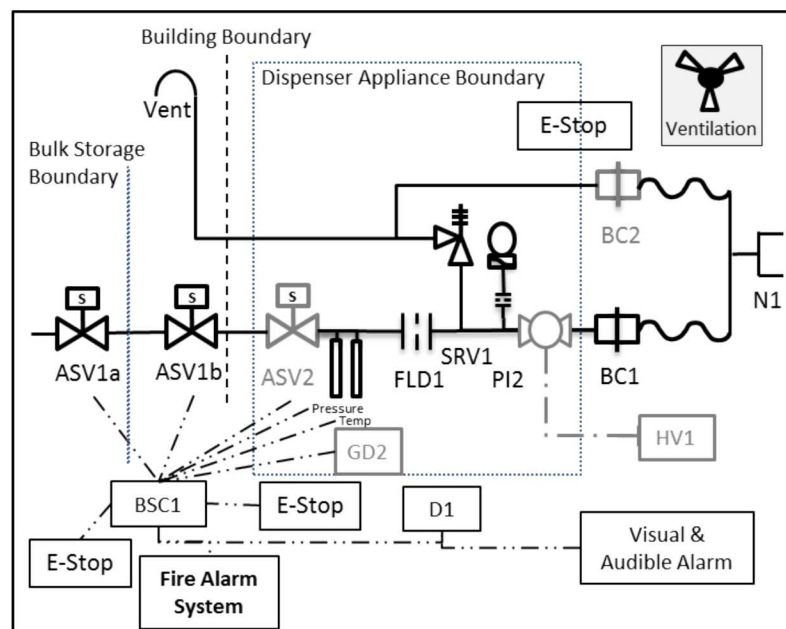 Building Boundary
Dispenser Appliance Boundary
Vent
E-Stop
Ventilation
Bulk Storage
Boundary
BC2
S
S
S
N1
ASV1a
ASV1b
ASV2
FLD1
SRV1
PI2
BC1
Pressure
Temp
GD2
HV1
BSC1
E-Stop
D1
E-Stop
Fire Alarm
System
Visual &
Audible Alarm